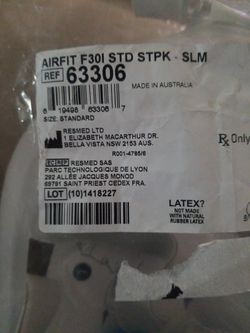 AIRFIT F30I STD STPK - SLM
REF 63306
MADE IN AUSTRALIA
6 19498 63306 7
SIZE: STANDARD
RESMED LTD
1 ELIZABETH MACARTHUR DR.
BELLA VISTA NSW 2153 AUS.
Rx Only
R001-4765/6
EC REP RESMED SAS
PARC TECHNOLOGIQUE DE LYON
292 ALLÉE JACQUES MONOD
69791 SAINT PRIEST CEDEX FRA.
LOT (10)1418227
LATEX?
NOT MADE
WITH NATURAL
RUBBER LATEX